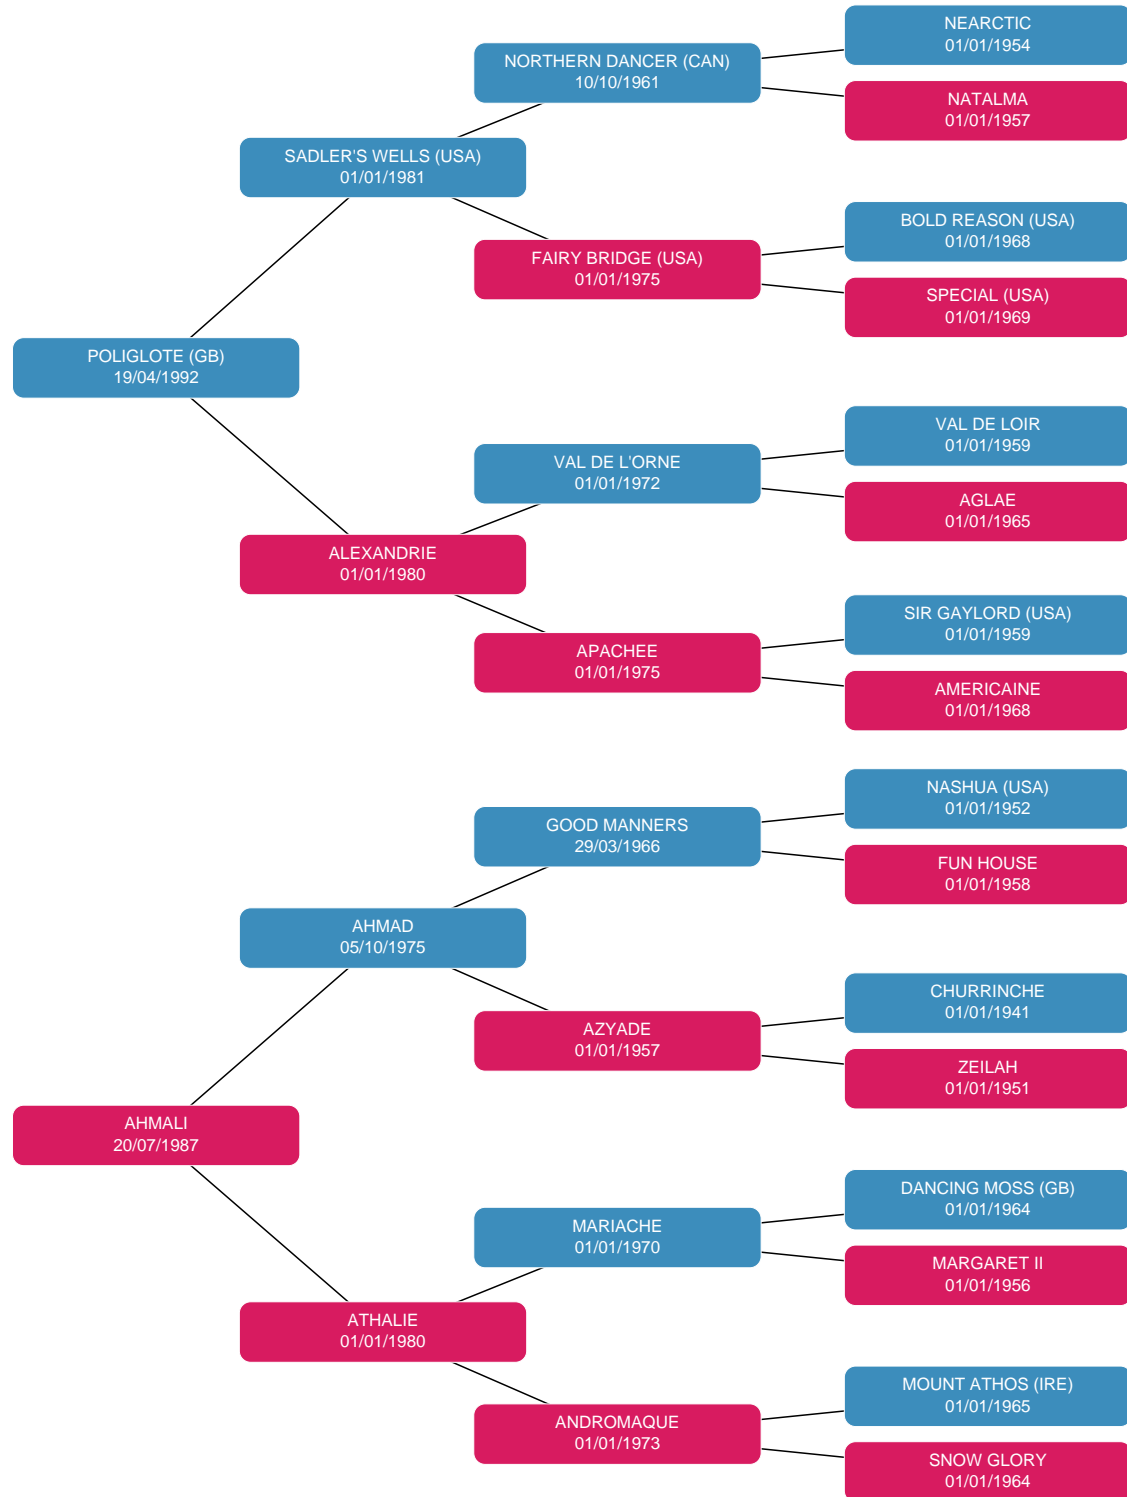 NEARCTIC
01/01/1954
NORTHERN DANCER (CAN)
10/10/1961
NATALMA
01/01/1957
SADLER'S WELLS (USA)
01/01/1981
BOLD REASON (USA)
01/01/1968
FAIRY BRIDGE (USA)
01/01/1975
SPECIAL (USA)
01/01/1969
POLIGLOTE (GB)
19/04/1992
VAL DE LOIR
01/01/1959
VAL DE L'ORNE
01/01/1972
AGLAE
01/01/1965
ALEXANDRIE
01/01/1980
SIR GAYLORD (USA)
01/01/1959
APACHEE
01/01/1975
AMERICAINE
01/01/1968
NASHUA (USA)
01/01/1952
GOOD MANNERS
29/03/1966
FUN HOUSE
01/01/1958
AHMAD
05/10/1975
CHURRINCHE
01/01/1941
AZYADE
01/01/1957
ZEILAH
01/01/1951
AHMALI
20/07/1987
DANCING MOSS (GB)
01/01/1964
MARIACHE
01/01/1970
MARGARET II
01/01/1956
ATHALIE
01/01/1980
MOUNT ATHOS (IRE)
01/01/1965
ANDROMAQUE
01/01/1973
SNOW GLORY
01/01/1964